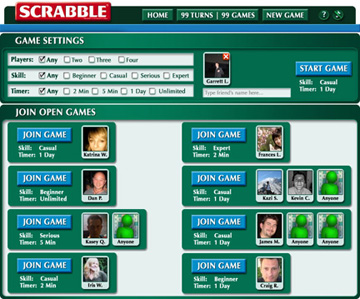 SCRABBLE
HOME 99 TURNS | 99 GAMES NEW GAME ? ?
GAME SETTINGS
Players: Any Two Three Four
Skill: Any Beginner Casual Serious Expert
Timer: Any 2 Min 5 Min 1 Day Unlimited
Garrett L.
Type friend's name here...
START GAME
Skill: Casual
Timer: 1 Day
JOIN OPEN GAMES
JOIN GAME
Skill: Casual
Timer: 1 Day
Katrina W.
JOIN GAME
Skill: Expert
Timer: 2 Min
Frances L.
JOIN GAME
Skill: Beginner
Timer: Unlimited
Dan P.
JOIN GAME
Skill: Casual
Timer: 1 Day
Kazi S.
Kevin C.
Anyone
JOIN GAME
Skill: Serious
Timer: 5 Min
Kasey Q.
Anyone
JOIN GAME
Skill: Casual
Timer: 1 Day
James M.
Anyone
Anyone
JOIN GAME
Skill: Casual
Timer: 2 Min
Iris W.
JOIN GAME
Skill: Beginner
Timer: 1 Day
Craig R.